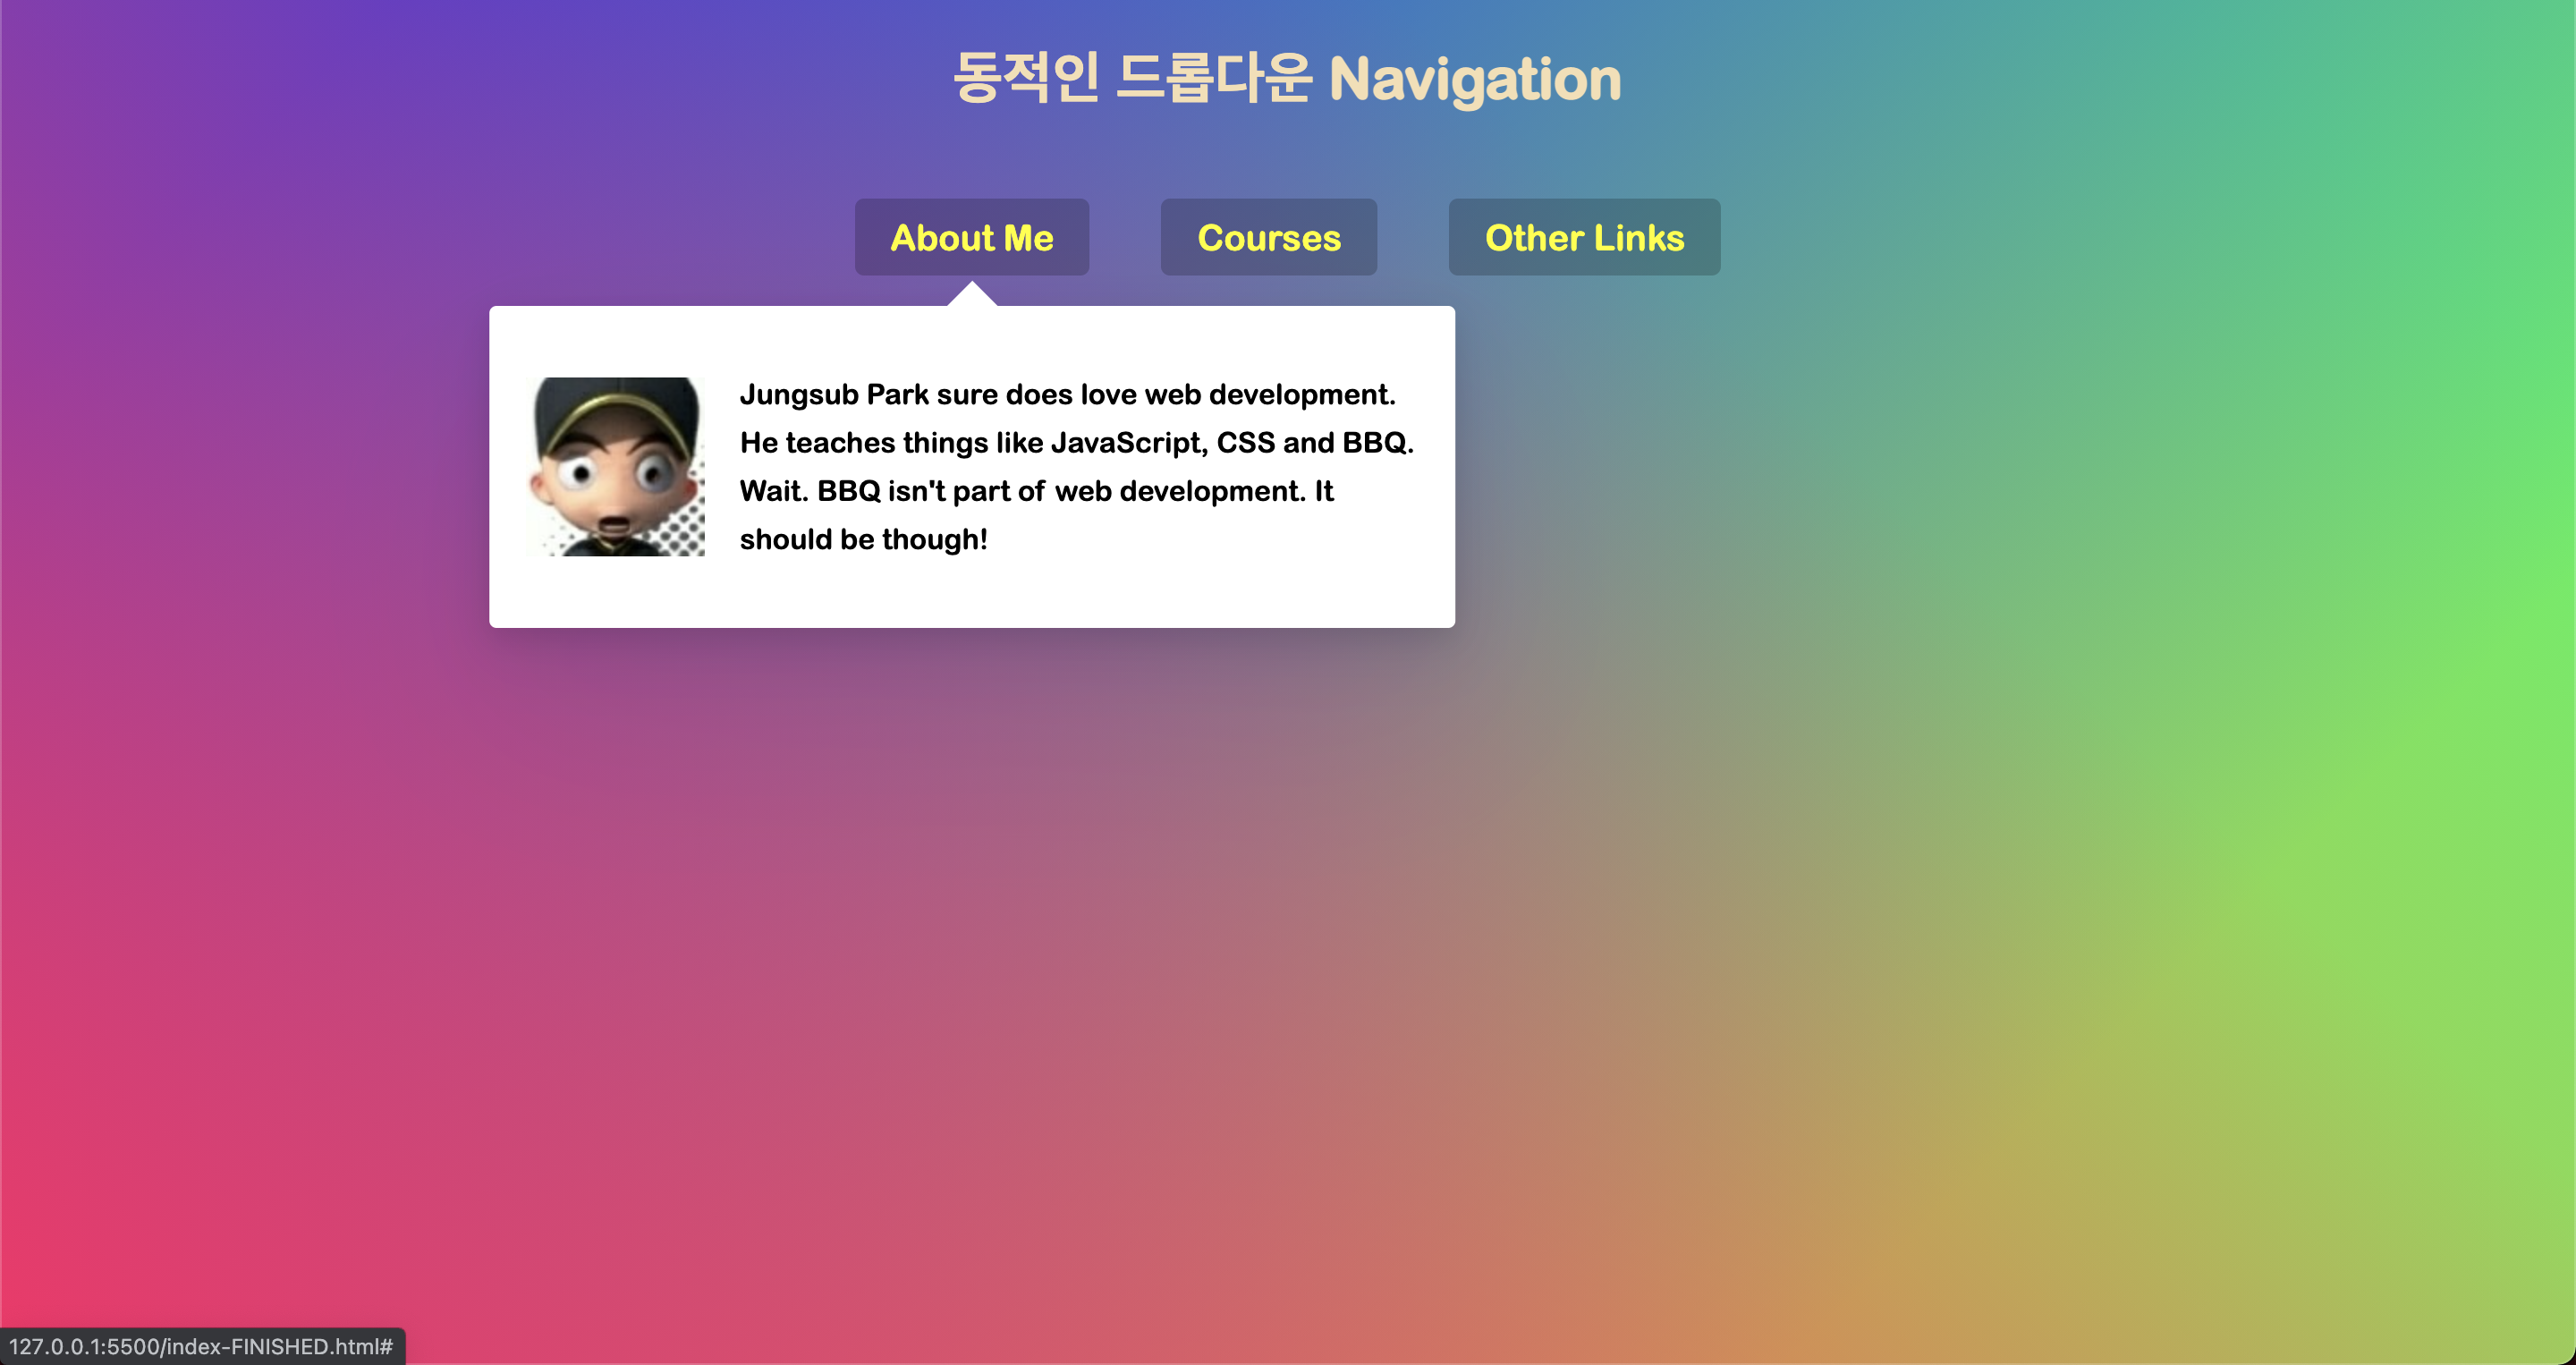 동적인 드롭다운 Navigation
About Me
Courses
Other Links
Jungsub Park sure does love web development.
He teaches things like JavaScript, CSS and BBQ.
Wait. BBQ isn't part of web development. It
should be though!
127.0.0.1:5500/index-FINISHED.html#